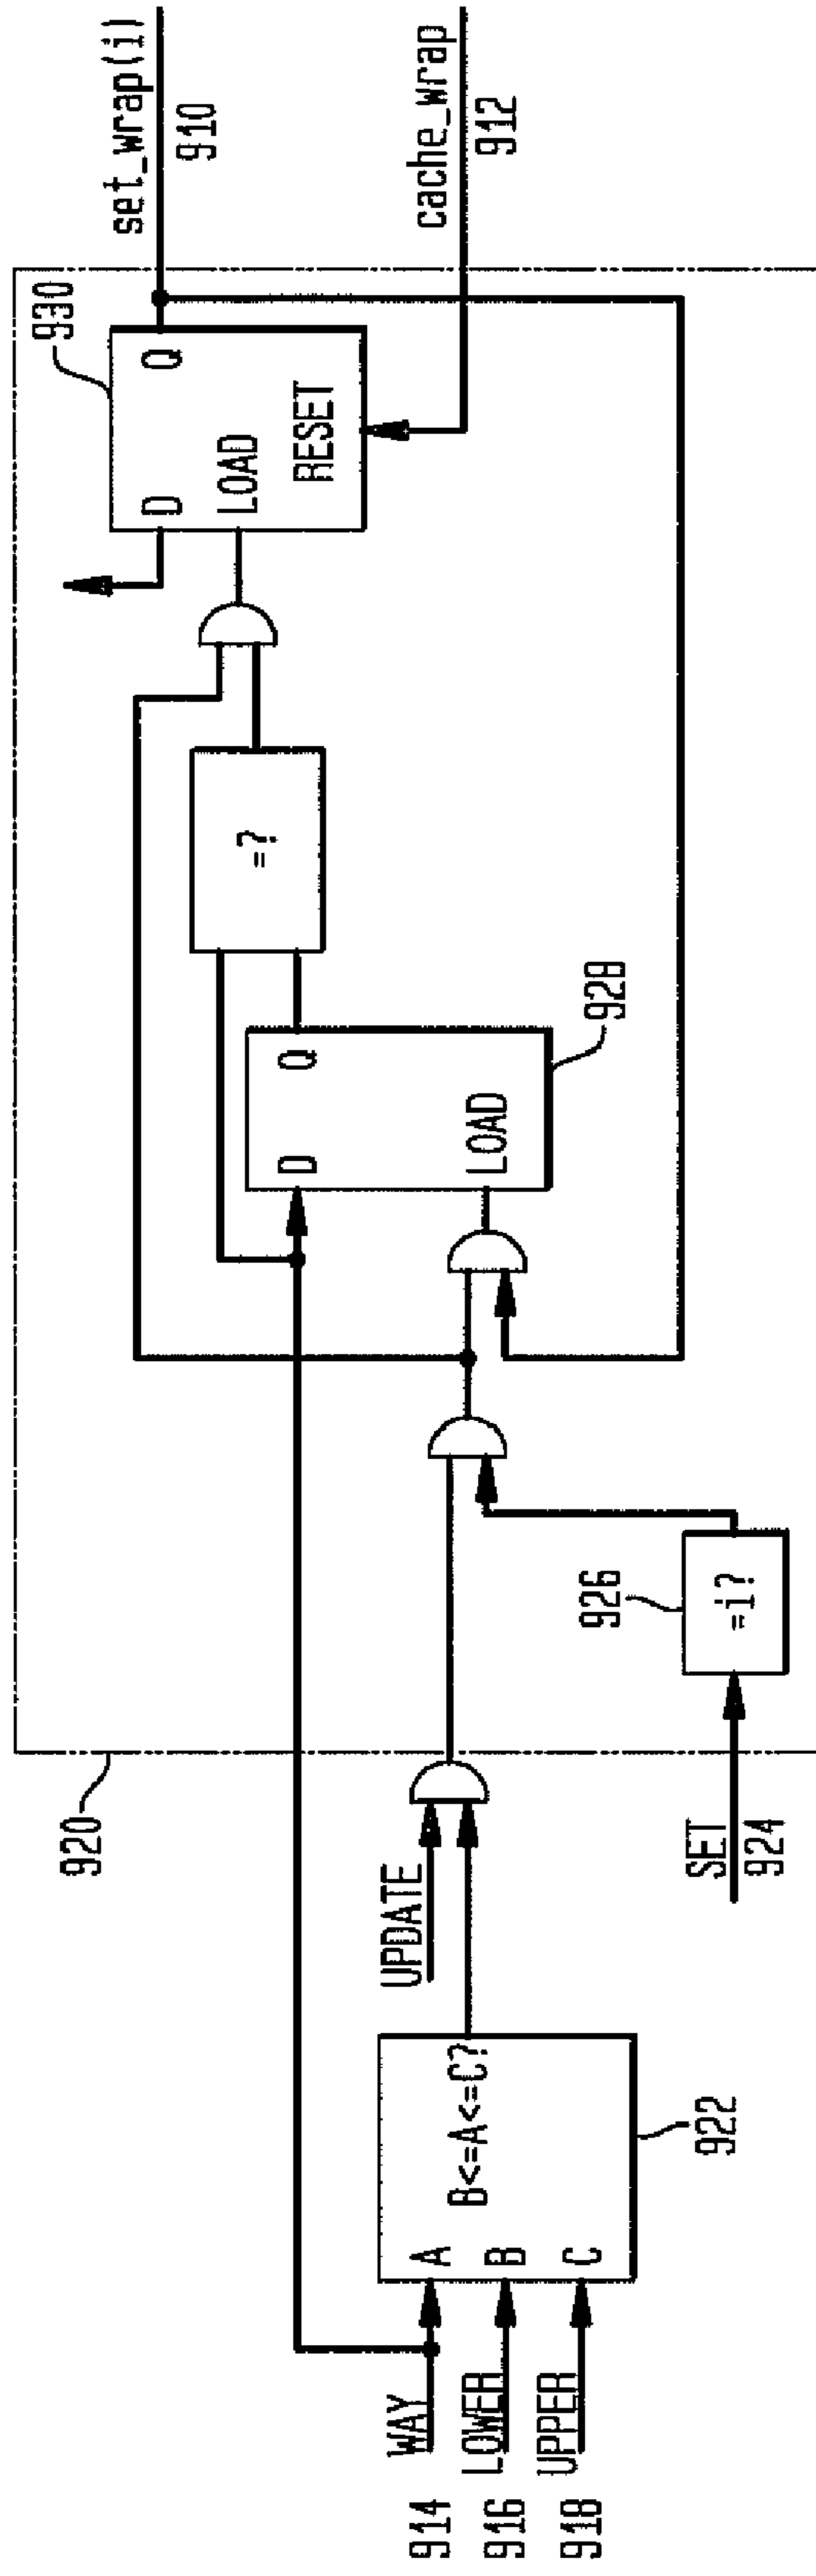 set_wrap(i)
910
cache_wrap
912
930
D
Q
LOAD
RESET
=?
D
Q
LOAD
928
926
=i?
920
UPDATE
SET
924
WAY
914
LOWER
916
UPPER
918
A
B
C
B<=A<=C?
922